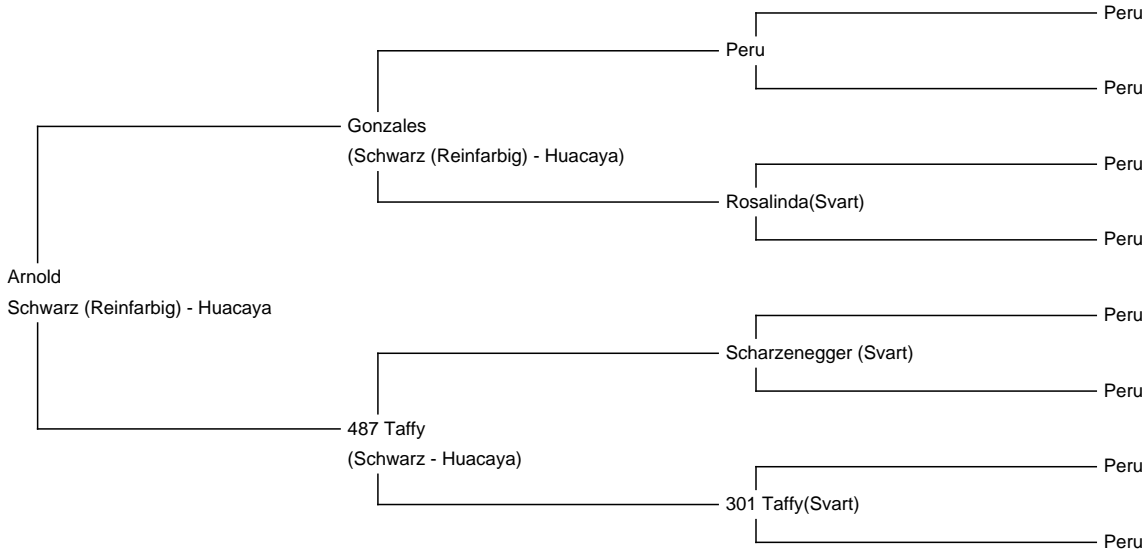 Peru
Peru
Peru
Gonzales
(Schwarz (Reinfarbig) - Huacaya)
Peru
Rosalinda(Svart)
Peru
Arnold
Schwarz (Reinfarbig) - Huacaya
Peru
Scharzenegger (Svart)
Peru
487 Taffy
(Schwarz - Huacaya)
Peru
301 Taffy(Svart)
Peru